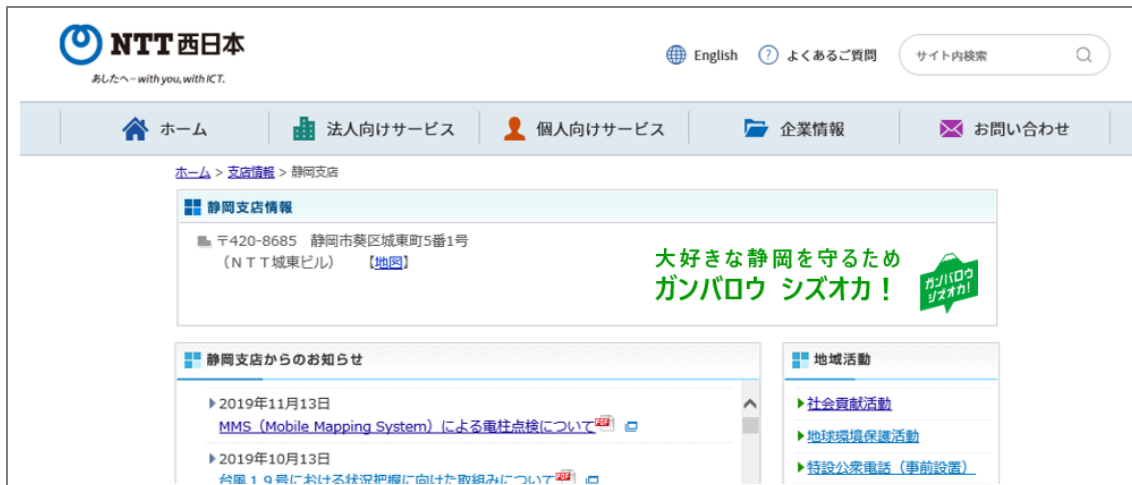 NTT西日本
あしたへ-with you, with ICT.
English
よくあるご質問
サイト内検索
ホーム
法人向けサービス
個人向けサービス
企業情報
お問い合わせ
ホーム > 支店情報 > 静岡支店
静岡支店情報
〒420-8685 静岡市葵区城東町5番1号
（ＮＴＴ城東ビル） 【地図】
大好きな静岡を守るため
ガンバロウ シズオカ！
ガンバロウ
シズオカ!
静岡支店からのお知らせ
2019年11月13日
MMS（Mobile Mapping System）による電柱点検について PDF
2019年10月13日
台風１９号における状況把握に向けた取組みについて PDF
地域活動
社会貢献活動
地球環境保護活動
特設公衆電話（事前設置）